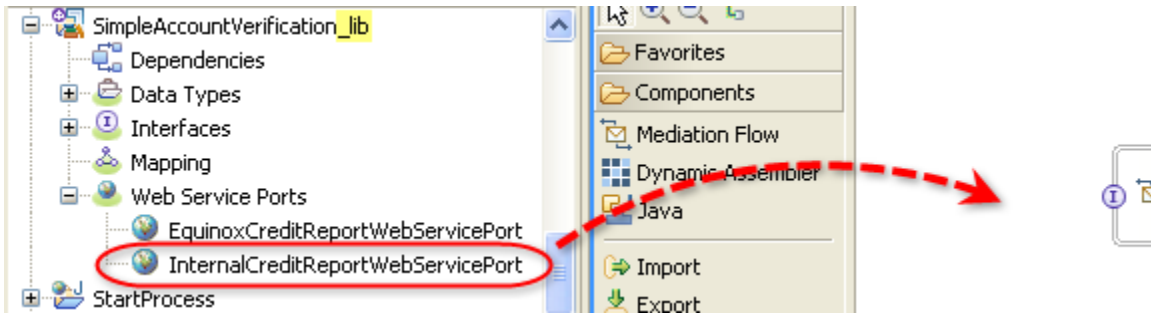 SimpleAccountVerification_lib
Dependencies
Data Types
Interfaces
Mapping
Web Service Ports
EquinoxCreditReportWebServicePort
InternalCreditReportWebServicePort
StartProcess
Favorites
Components
Mediation Flow
Dynamic Assembler
Java
Import
Export